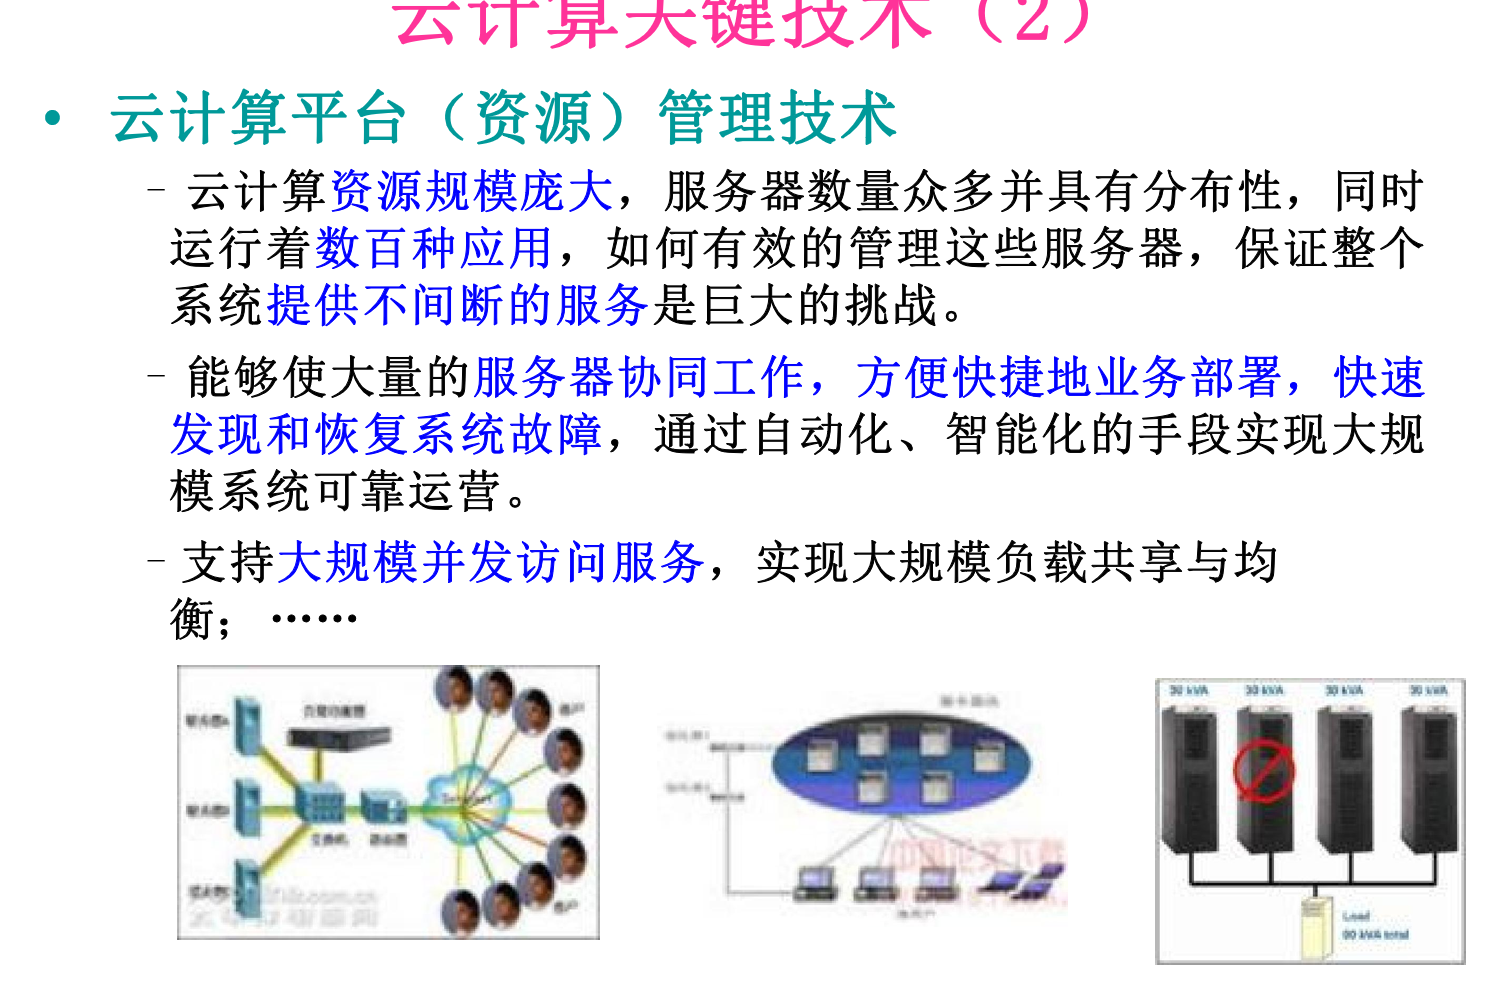 云计算关键技术（2）
• 云计算平台（资源）管理技术
– 云计算资源规模庞大，服务器数量众多并具有分布性，同时
运行着数百种应用，如何有效的管理这些服务器，保证整个
系统提供不间断的服务是巨大的挑战。
– 能够使大量的服务器协同工作，方便快捷地业务部署，快速
发现和恢复系统故障，通过自动化、智能化的手段实现大规
模系统可靠运营。
– 支持大规模并发访问服务，实现大规模负载共享与均
衡；……
交换机
路由器
Internet
30 kVA 30 kVA 30 kVA 30 kVA
Load
90 kVA total